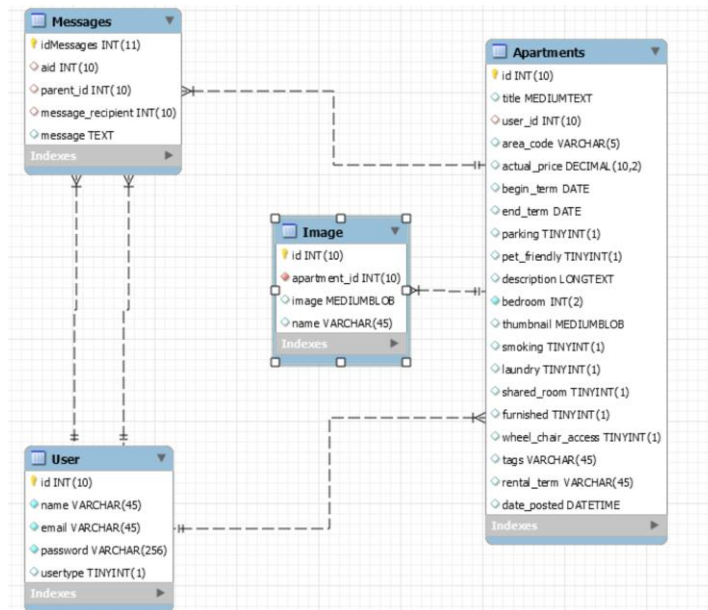 Messages
idMessages INT(11)
aid INT(10)
parent_id INT(10)
message_recipient INT(10)
message TEXT
Indexes
Apartments
id INT(10)
title MEDIUMTEXT
user_id INT(10)
area_code VARCHAR(5)
actual_price DECIMAL(10,2)
begin_term DATE
end_term DATE
parking TINYINT(1)
pet_friendly TINYINT(1)
description LONGTEXT
bedroom INT(2)
thumbnail MEDIUMBLOB
smoking TINYINT(1)
laundry TINYINT(1)
shared_room TINYINT(1)
furnished TINYINT(1)
wheel_chair_access TINYINT(1)
tags VARCHAR(45)
rental_term VARCHAR(45)
date_posted DATETIME
Indexes
Image
id INT(10)
apartment_id INT(10)
image MEDIUMBLOB
name VARCHAR(45)
Indexes
User
id INT(10)
name VARCHAR(45)
email VARCHAR(45)
password VARCHAR(256)
usertype TINYINT(1)
Indexes